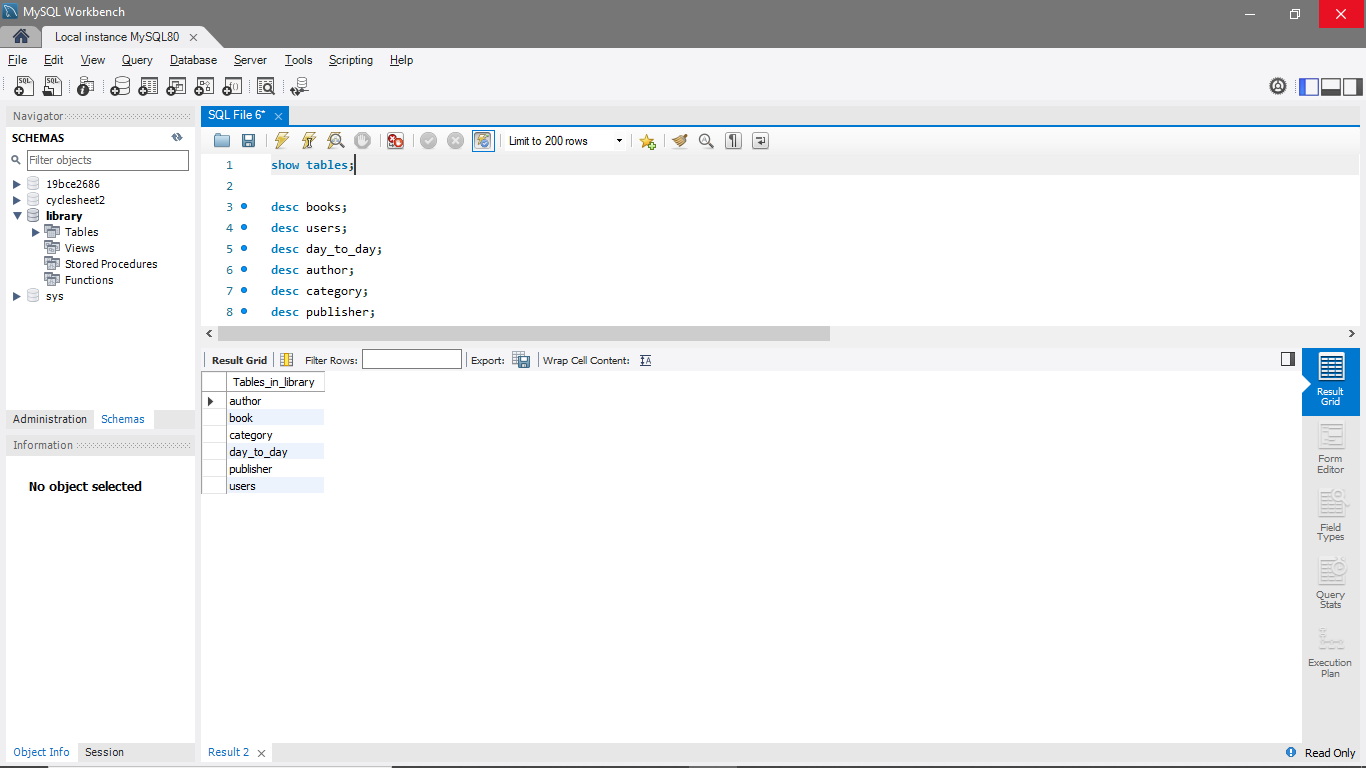 MySQL Workbench
Local instance MySQL80
File Edit View Query Database Server Tools Scripting Help
Navigator
SCHEMAS
Filter objects
19bce2686
cyclesheet2
library
Tables
Views
Stored Procedures
Functions
sys
Administration Schemas
Information
No object selected
Object Info Session
SQL File 6*
Limit to 200 rows
1 show tables;
2
3 desc books;
4 desc users;
5 desc day_to_day;
6 desc author;
7 desc category;
8 desc publisher;
Result Grid Filter Rows: Export: Wrap Cell Content:
Tables_in_library
author
book
category
day_to_day
publisher
users
Result
Grid
Form
Editor
Field
Types
Query
Stats
Execution
Plan
Result 2
Read Only